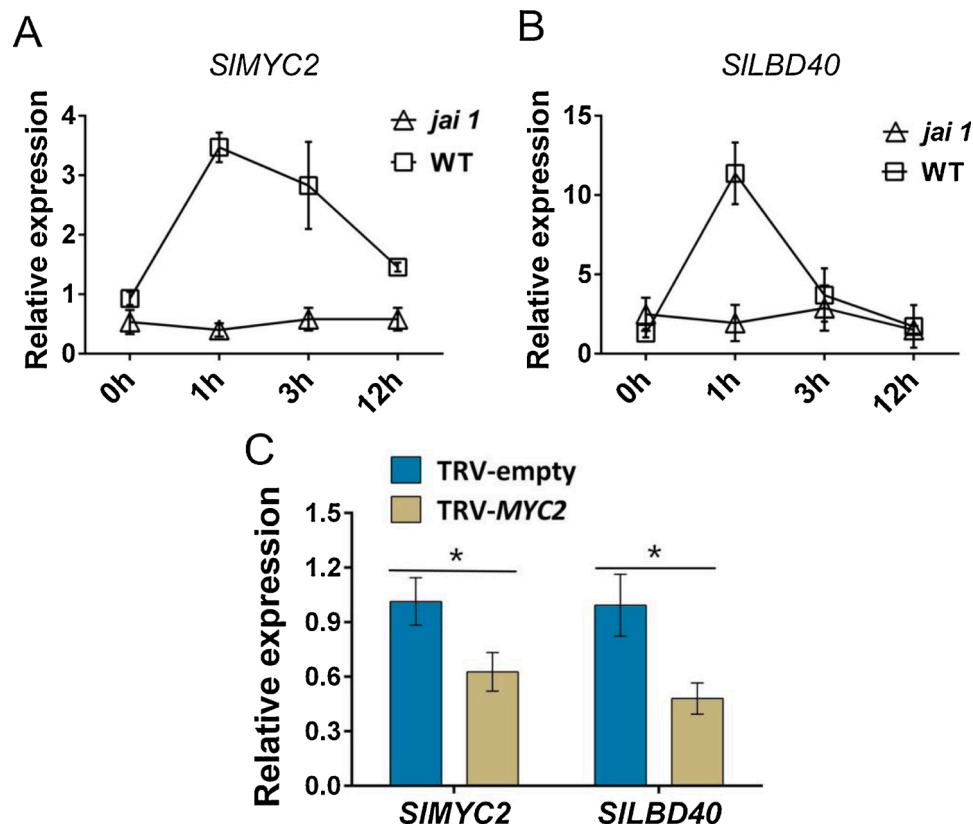 A
SlMYC2
Relative expression
4
3
2
1
0
0h
1h
3h
12h
jai 1
WT
B
SlLBD40
Relative expression
15
10
5
0
0h
1h
3h
12h
jai 1
WT
C
TRV-empty
TRV-MYC2
Relative expression
1.5
1.2
0.9
0.6
0.3
0.0
*
*
SlMYC2
SlLBD40